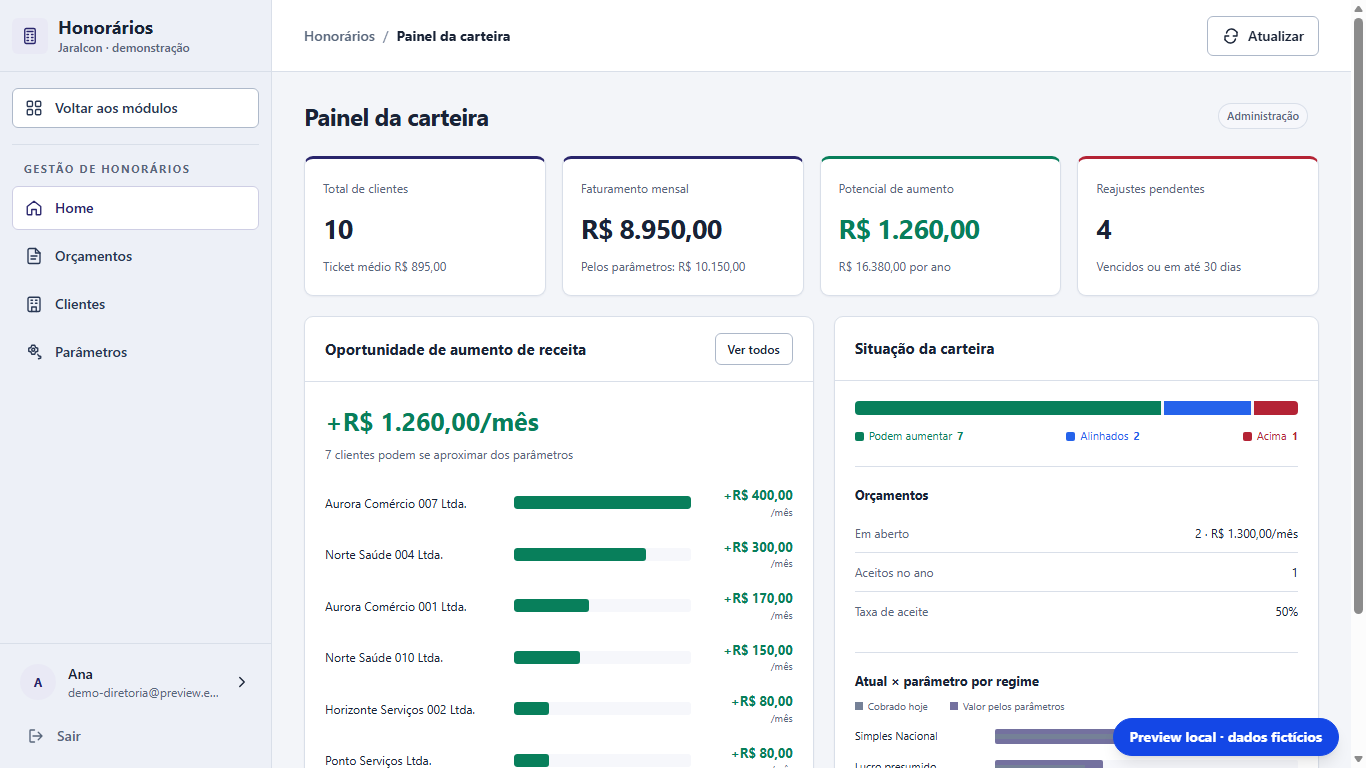 Honorários
Jaralcon · demonstração
Voltar aos módulos
GESTÃO DE HONORÁRIOS
Home
Orçamentos
Clientes
Parâmetros
Ana
demo-diretoria@preview.e...
Sair
Honorários / Painel da carteira
Atualizar
Painel da carteira
Administração
Total de clientes
10
Ticket médio R$ 895,00
Faturamento mensal
R$ 8.950,00
Pelos parâmetros: R$ 10.150,00
Potencial de aumento
R$ 1.260,00
R$ 16.380,00 por ano
Reajustes pendentes
4
Vencidos ou em até 30 dias
Oportunidade de aumento de receita
Ver todos
+R$ 1.260,00/mês
7 clientes podem se aproximar dos parâmetros
Aurora Comércio 007 Ltda.
+R$ 400,00
/mês
Norte Saúde 004 Ltda.
+R$ 300,00
/mês
Aurora Comércio 001 Ltda.
+R$ 170,00
/mês
Norte Saúde 010 Ltda.
+R$ 150,00
/mês
Horizonte Serviços 002 Ltda.
+R$ 80,00
/mês
Ponto Serviços Ltda.
+R$ 80,00
Situação da carteira
Podem aumentar 7
Alinhados 2
Acima 1
Orçamentos
Em aberto
2 · R$ 1.300,00/mês
Aceitos no ano
1
Taxa de aceite
50%
Atual × parâmetro por regime
Cobrado hoje
Valor pelos parâmetros
Simples Nacional
Lucro presumido
Preview local · dados fictícios